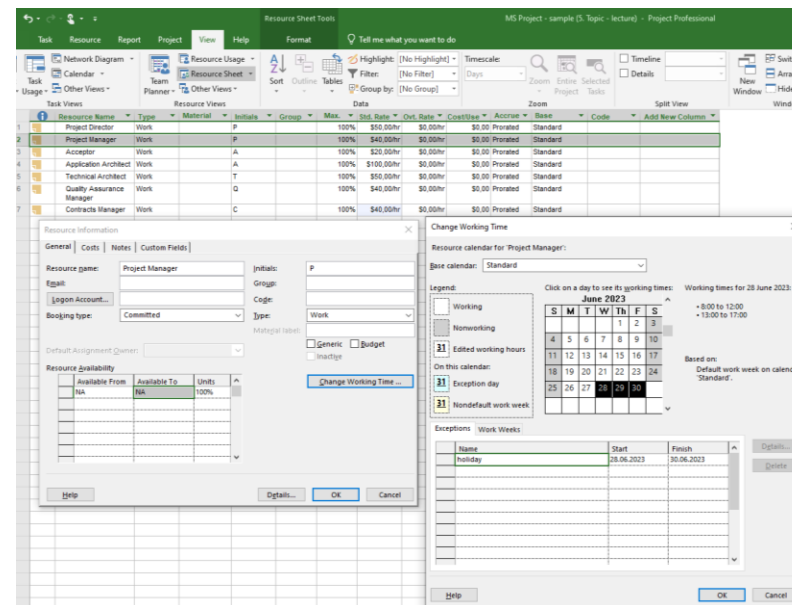 Resource Sheet Tools
MS Project - sample (5. Topic - lecture) - Project Professional
Task Resource Report Project View Help Format Tell me what you want to do
Task Usage
Network Diagram
Calendar
Other Views
Task Views
Team Planner
Resource Usage
Resource Sheet
Other Views
Resource Views
Sort Outline Tables
Highlight: [No Highlight]
Filter: [No Filter]
Group by: [No Group]
Data
Timescale:
Days
Zoom Entire Project Selected Tasks
Zoom
Timeline
Details
Split View
New Window
Swit
Arra
Hide
Windo
Resource Name Type Material Initials Group Max. Std. Rate Ovt. Rate Cost/Use Accrue Base Code Add New Column
1 Project Director Work P 100% $50,00/hr $0,00/hr $0,00 Prorated Standard
2 Project Manager Work P 100% $40,00/hr $0,00/hr $0,00 Prorated Standard
3 Acceptor Work A 100% $20,00/hr $0,00/hr $0,00 Prorated Standard
4 Application Architect Work A 100% $100,00/hr $0,00/hr $0,00 Prorated Standard
5 Technical Architect Work T 100% $50,00/hr $0,00/hr $0,00 Prorated Standard
6 Quality Assurance Manager Work Q 100% $40,00/hr $0,00/hr $0,00 Prorated Standard
7 Contracts Manager Work C 100% $40,00/hr $0,00/hr $0,00 Prorated Standard
Resource Information
General Costs Notes Custom Fields
Resource name: Project Manager Initials: P
Email: Group:
Logon Account... Code:
Booking type: Committed Type: Work
Material label:
Generic Budget
Inactive
Default Assignment Owner:
Resource Availability
Available From Available To Units
NA NA 100%
Change Working Time ...
Help Details... OK Cancel
Change Working Time
Resource calendar for 'Project Manager':
Base calendar: Standard
Legend:
Working
Nonworking
31 Edited working hours
On this calendar:
31 Exception day
31 Nondefault work week
Click on a day to see its working times:
June 2023
S M T W Th F S
1 2 3
4 5 6 7 8 9 10
11 12 13 14 15 16 17
18 19 20 21 22 23 24
25 26 27 28 29 30
Working times for 28 June 2023:
• 8:00 to 12:00
• 13:00 to 17:00
Based on:
Default work week on calend
'Standard'.
Exceptions Work Weeks
Name Start Finish
holiday 28.06.2023 30.06.2023
Details...
Delete
Help OK Cancel